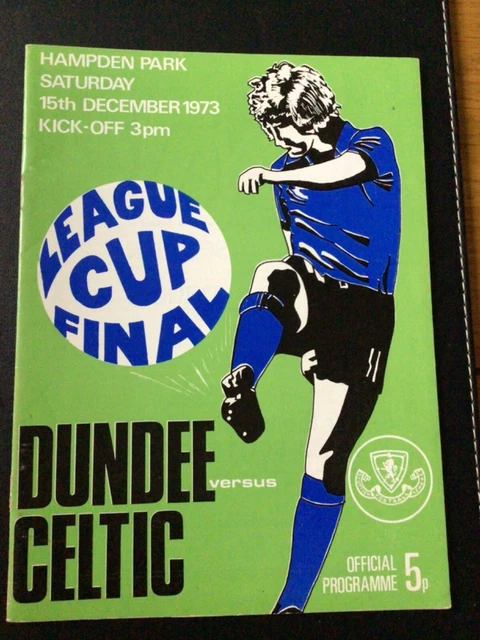 HAMPDEN PARK
SATURDAY
15th DECEMBER 1973
KICK-OFF 3pm
LEAGUE
CUP
FINAL
DUNDEE
versus
CELTIC
OFFICIAL
PROGRAMME 5p